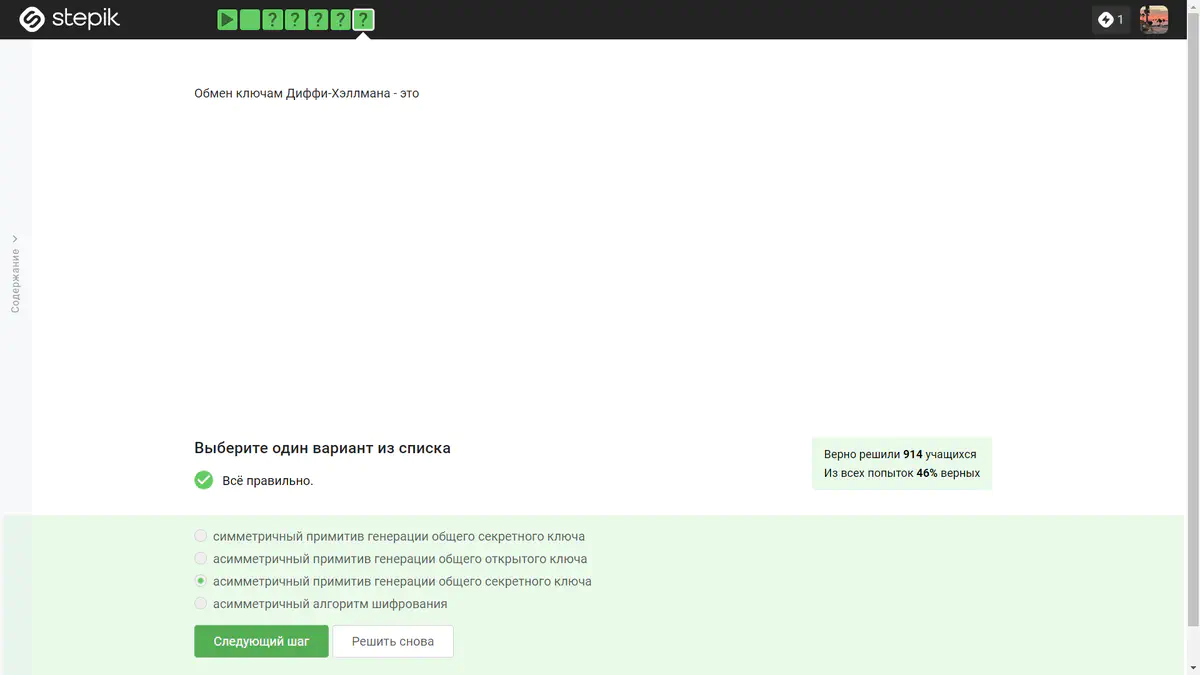 stepik
? ? ? ? ?
1
Содержание
Обмен ключам Диффи-Хэллмана - это
Выберите один вариант из списка
Всё правильно.
Верно решили 914 учащихся
Из всех попыток 46% верных
симметричный примитив генерации общего секретного ключа
асимметричный примитив генерации общего открытого ключа
асимметричный примитив генерации общего секретного ключа
асимметричный алгоритм шифрования
Следующий шаг
Решить снова